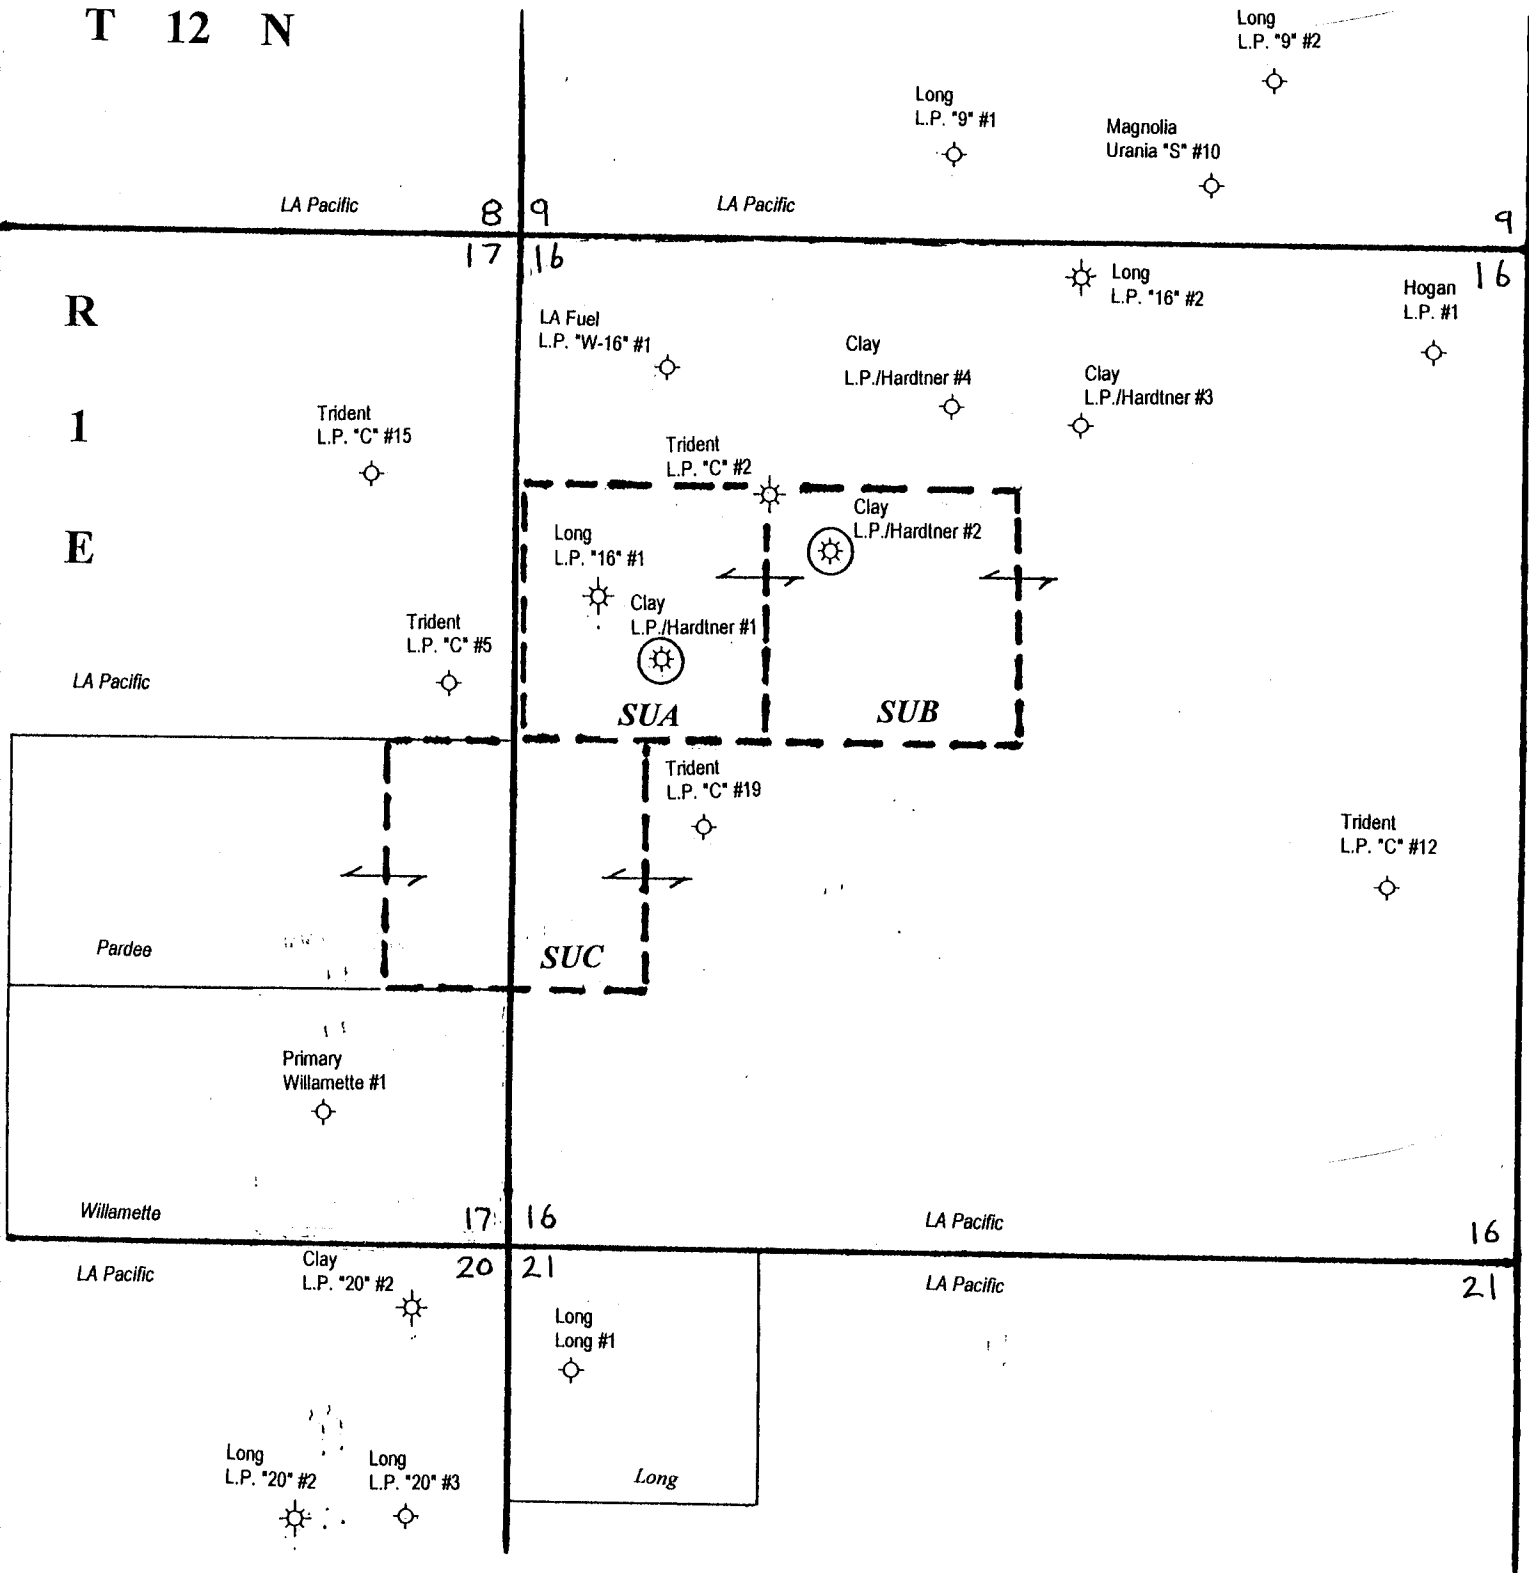 T 12 N
Long
L.P. "9" #2
Long
L.P. "9" #1
Magnolia
Urania "S" #10
LA Pacific
8 9
LA Pacific
9
17 16
16
R
Long
L.P. "16" #2
Hogan
L.P. #1
LA Fuel
L.P. "W-16" #1
Clay
L.P./Hardtner #4
Clay
L.P./Hardtner #3
1
Trident
L.P. "C" #15
Trident
L.P. "C" #2
E
Long
L.P. "16" #1
Clay
L.P./Hardtner #2
Clay
L.P./Hardtner #1
Trident
L.P. "C" #5
LA Pacific
SUA
SUB
Trident
L.P. "C" #19
Trident
L.P. "C" #12
Pardee
SUC
Primary
Willamette #1
Willamette
17 16
LA Pacific
16
LA Pacific
Clay
L.P. "20" #2
20 21
LA Pacific
21
Long
Long #1
Long
L.P. "20" #2
Long
L.P. "20" #3
Long